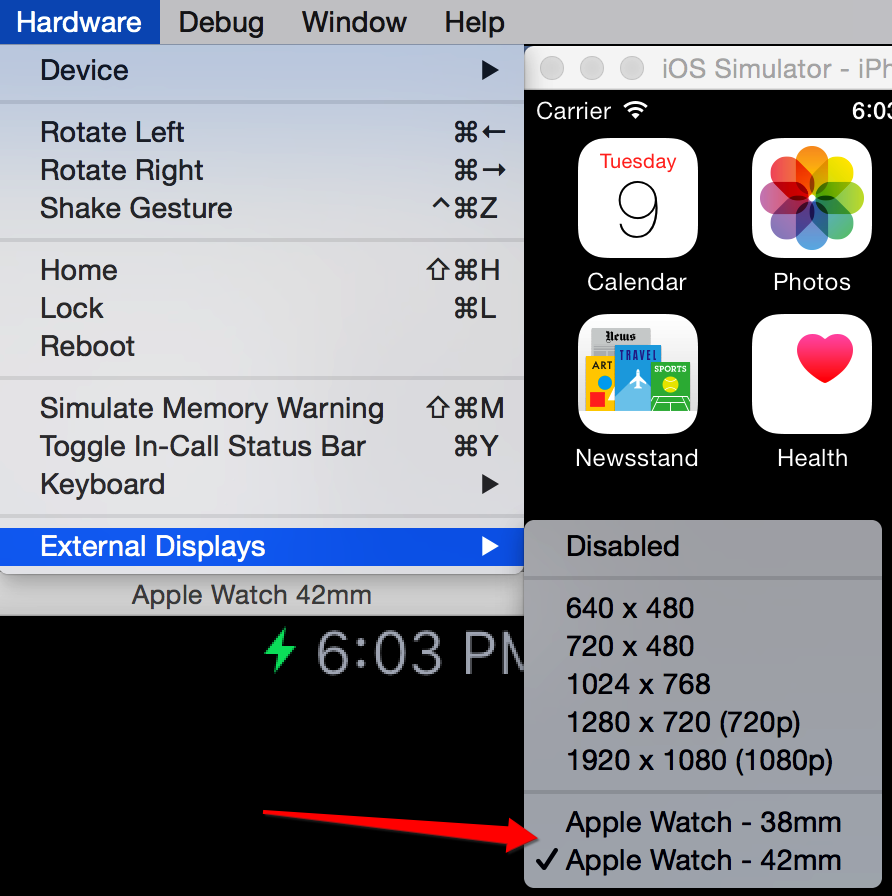 Hardware Debug Window Help
Device
Rotate Left ⌘←
Rotate Right ⌘→
Shake Gesture ^⌘Z
Home ⇧⌘H
Lock ⌘L
Reboot
Simulate Memory Warning ⇧⌘M
Toggle In-Call Status Bar ⌘Y
Keyboard
External Displays
Apple Watch 42mm
6:03 PM
iOS Simulator - iPh
Carrier 6:03
Tuesday
9
Calendar Photos
News
ART TRAVEL SPORTS
Newsstand Health
Disabled
640 x 480
720 x 480
1024 x 768
1280 x 720 (720p)
1920 x 1080 (1080p)
Apple Watch - 38mm
✓ Apple Watch - 42mm